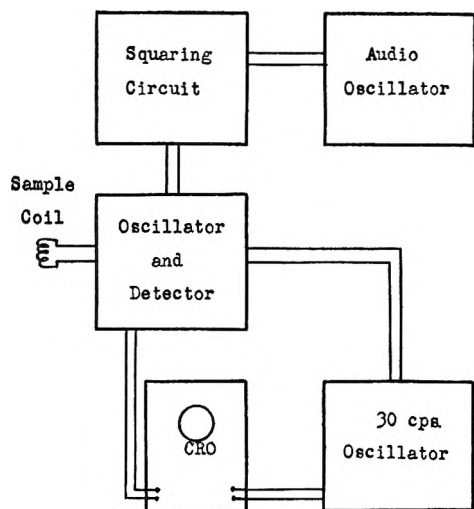 Squaring
Circuit
Audio
Oscillator
Sample
Coil
Oscillator
and
Detector
CRO
30 cps
Oscillator